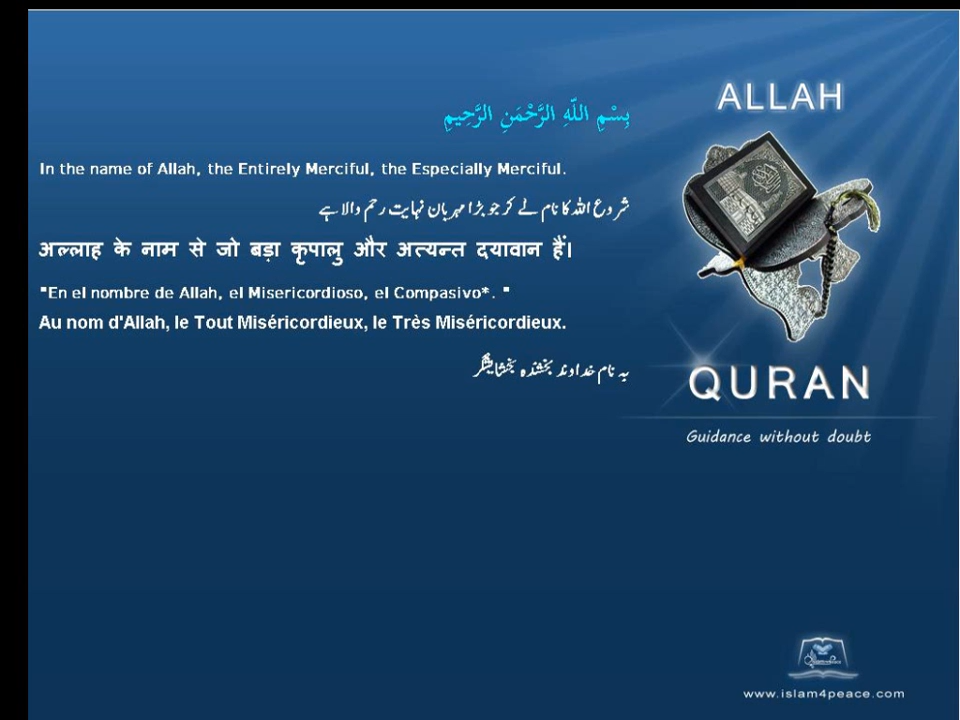 بِسْمِ اللَّهِ الرَّحْمَنِ الرَّحِيمِ
In the name of Allah, the Entirely Merciful, the Especially Merciful.
شروع اللہ کا نام لے کر جو بڑا مہربان نہایت رحم والا ہے
अल्लाह के नाम से जो बड़ा कृपालु और अत्यन्त दयावान हैं।
"En el nombre de Allah, el Misericordioso, el Compasivo*. "
Au nom d'Allah, le Tout Miséricordieux, le Très Miséricordieux.
به نام خداوند بخشنده بخشایشگر
ALLAH
QURAN
Guidance without doubt
www.islam4peace.com